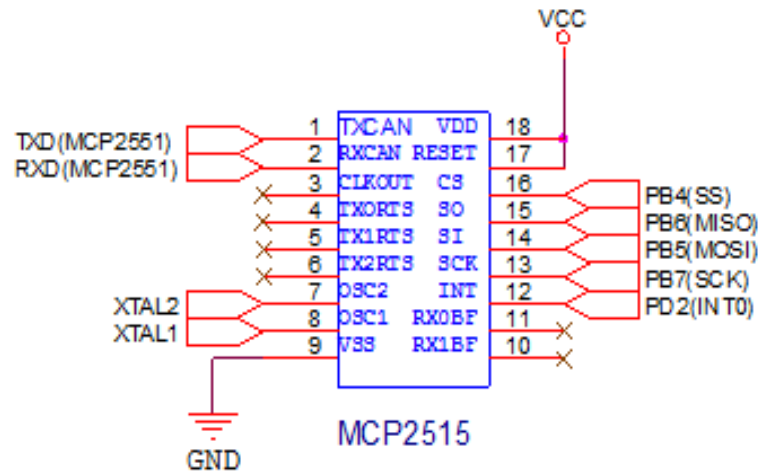 VCC
1 TXCAN VDD 18
TXD(MCP2551)
2 RXCAN RESET 17
RXD(MCP2551)
3 CLKOUT CS 16
PB4(SS)
4 TX0RTS SO 15
PB6(MISO)
5 TX1RTS SI 14
PB5(MOSI)
6 TX2RTS SCK 13
PB7(SCK)
7 OSC2 INT 12
XTAL2
PD2(INT0)
8 OSC1 RX0BF 11
XTAL1
9 VSS RX1BF 10
MCP2515
GND